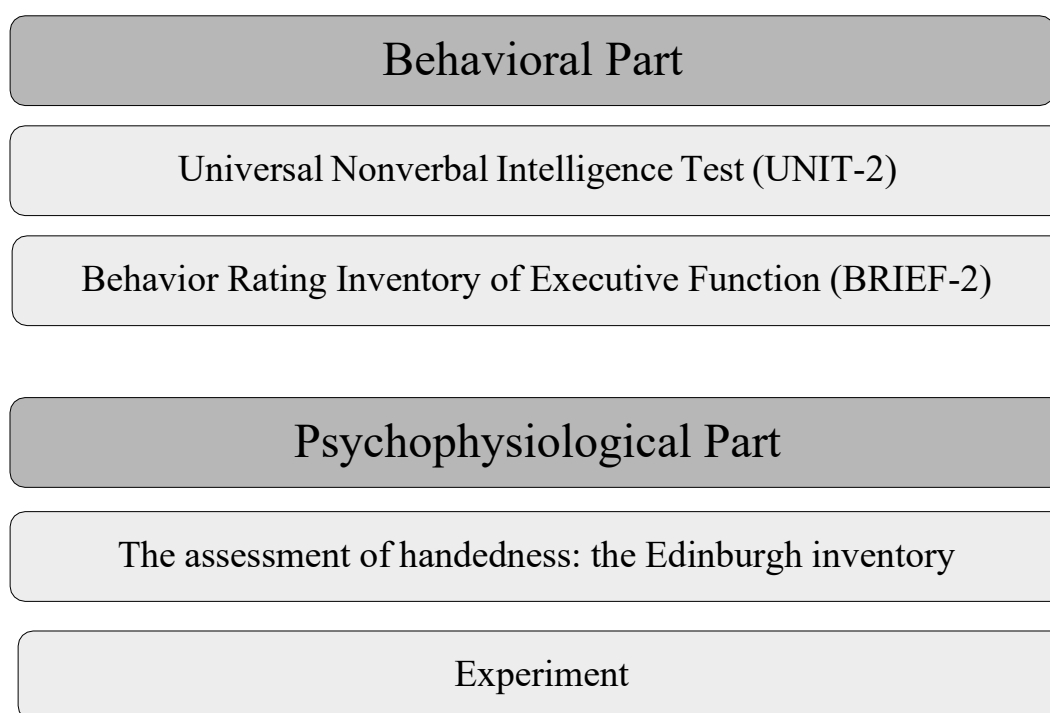 Behavioral Part
Universal Nonverbal Intelligence Test (UNIT-2)
Behavior Rating Inventory of Executive Function (BRIEF-2)
Psychophysiological Part
The assessment of handedness: the Edinburgh inventory
Experiment